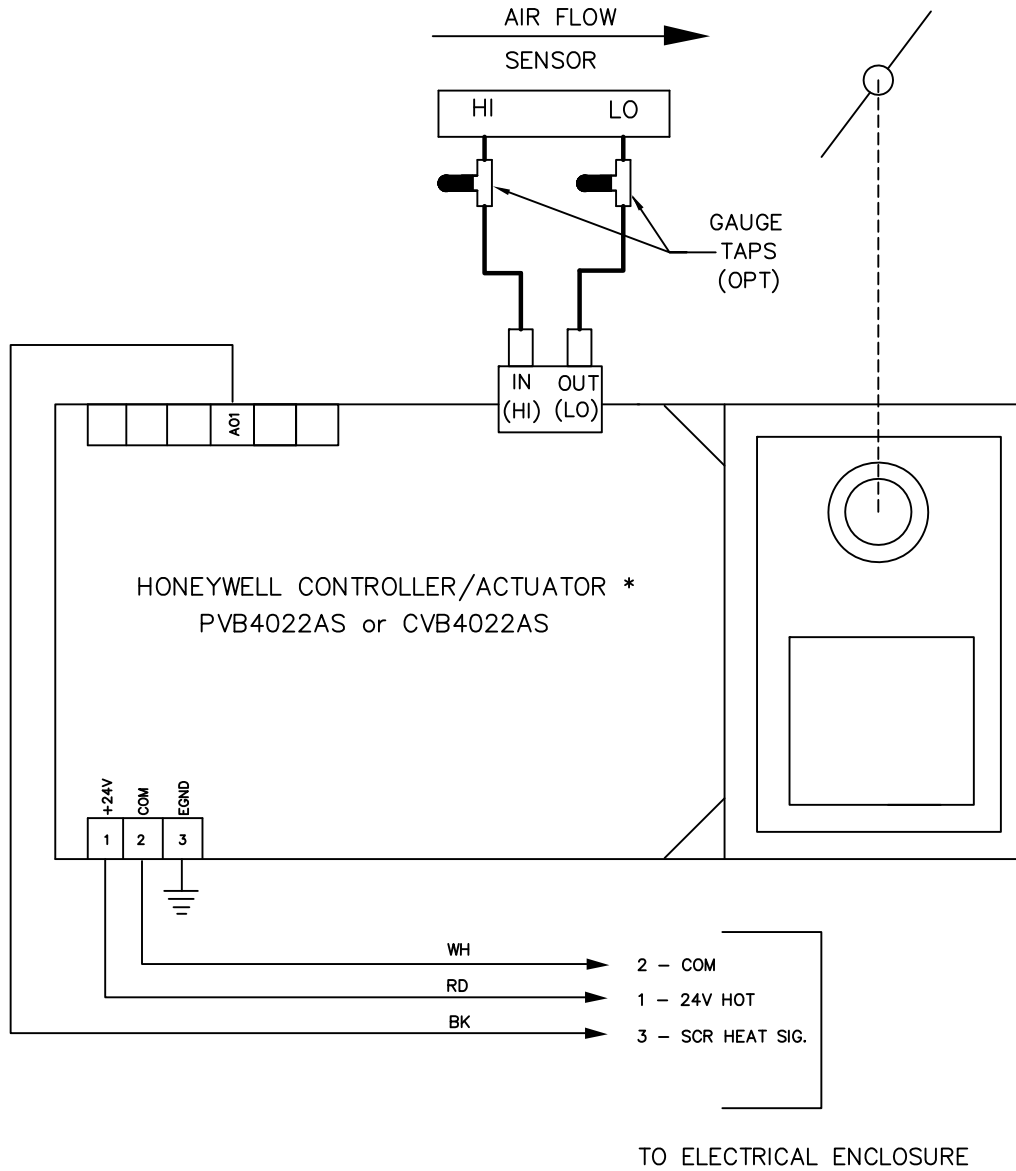 AIR FLOW
SENSOR
HI
LO
GAUGE
TAPS
(OPT)
IN
(HI)
OUT
(LO)
A01
HONEYWELL CONTROLLER/ACTUATOR *
PVB4022AS or CVB4022AS
+24V
COM
EGND
1
2
3
WH
2 - COM
RD
1 - 24V HOT
BK
3 - SCR HEAT SIG.
TO ELECTRICAL ENCLOSURE